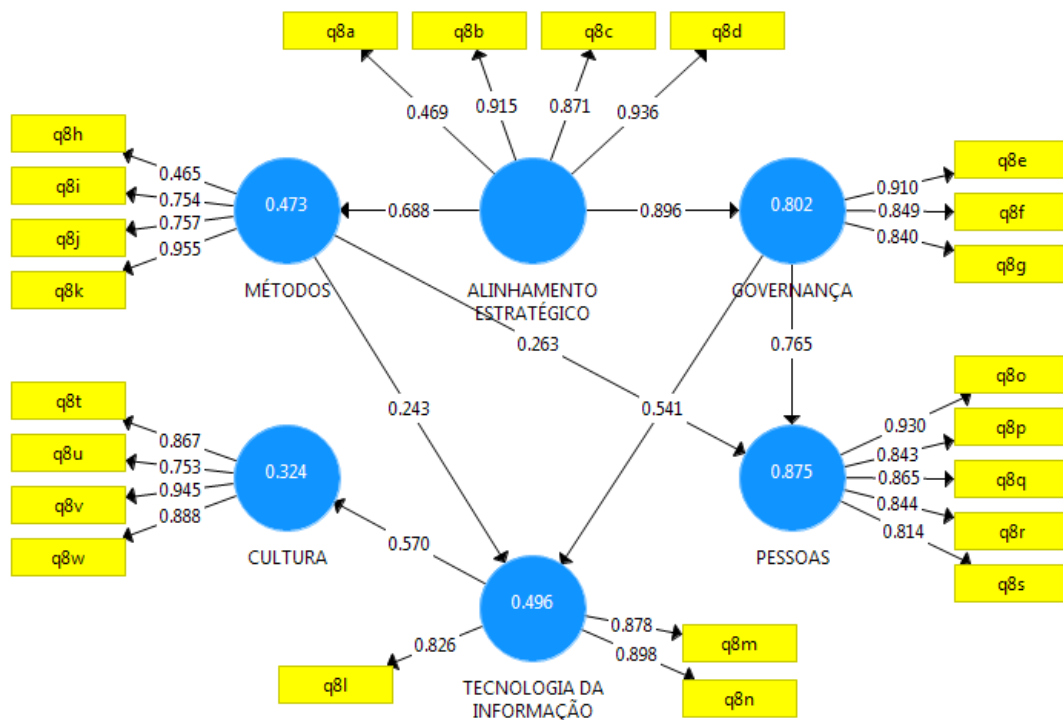 q8a
q8b
q8c
q8d
0.469
0.915
0.871
0.936
q8h
q8i
q8j
q8k
0.465
0.754
0.757
0.955
0.473
MÉTODOS
0.688
ALINHAMENTO
ESTRATÉGICO
0.896
0.802
GOVERNANÇA
0.910
0.849
0.840
q8e
q8f
q8g
0.263
0.765
0.243
0.541
q8t
q8u
q8v
q8w
0.867
0.753
0.945
0.888
0.324
CULTURA
0.570
0.875
PESSOAS
0.930
0.843
0.865
0.844
0.814
q8o
q8p
q8q
q8r
q8s
0.496
TECNOLOGIA DA
INFORMAÇÃO
0.826
q8l
0.878
0.898
q8m
q8n